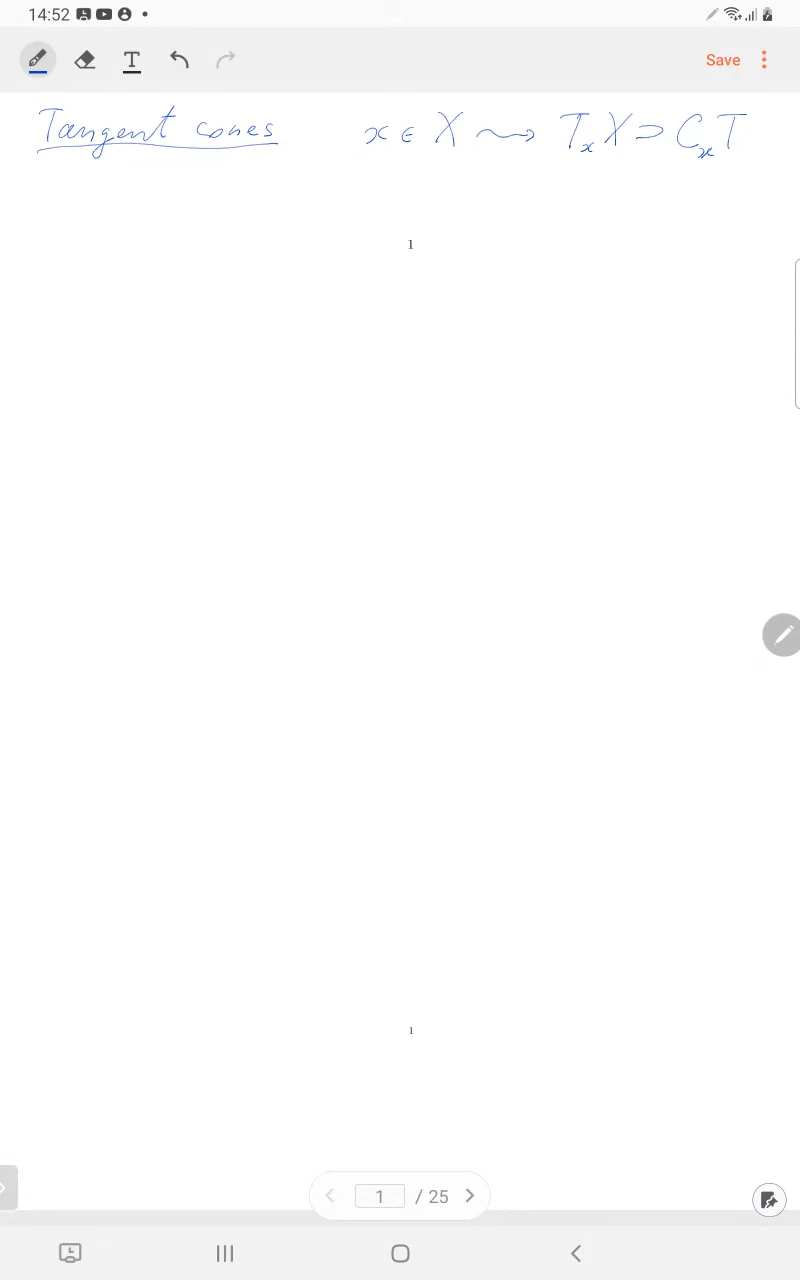 14:52
T Save
Tangent cones x ∈ X ⇝ T_x X ⊃ C_x T
1
1
1 / 25